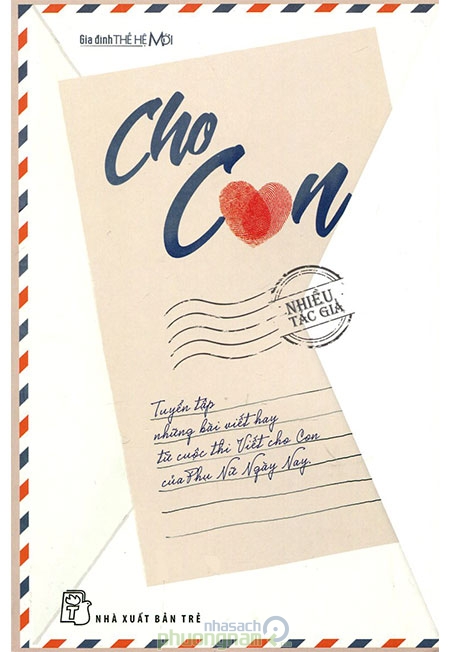 Gia đình THẾ HỆ MỚI
Cho
Con
NHIỀU
TÁC GIẢ
Tuyển tập
những bài viết hay
từ cuộc thi Viết cho Con
của Phụ Nữ Ngày Nay.
NHÀ XUẤT BẢN TRẺ
nhasach
phuongnam